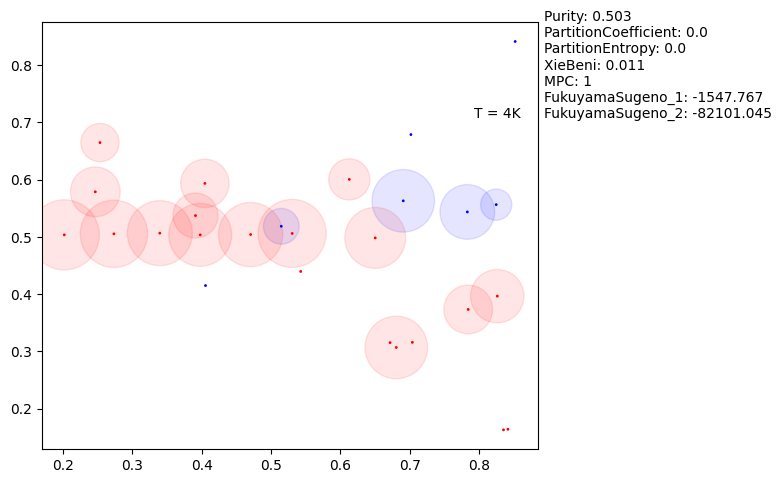 Purity: 0.503
PartitionCoefficient: 0.0
PartitionEntropy: 0.0
XieBeni: 0.011
MPC: 1
FukuyamaSugeno_1: -1547.767
FukuyamaSugeno_2: -82101.045
T = 4K
0.8
0.7
0.6
0.5
0.4
0.3
0.2
0.2 0.3 0.4 0.5 0.6 0.7 0.8